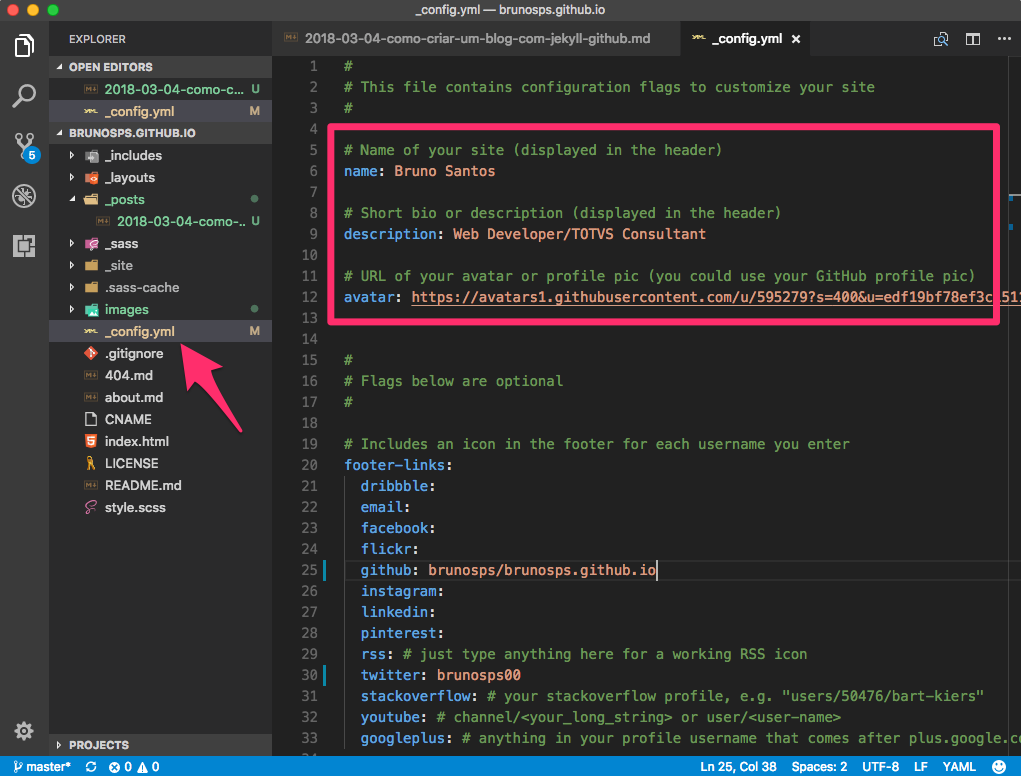 _config.yml — brunosps.github.io
EXPLORER
OPEN EDITORS
2018-03-04-como-c... U
_config.yml M
BRUNOSPS.GITHUB.IO
_includes
_layouts
_posts
2018-03-04-como-... U
_sass
_site
.sass-cache
images
_config.yml M
.gitignore
404.md
about.md
CNAME
index.html
LICENSE
README.md
style.scss
PROJECTS
5
2018-03-04-como-criar-um-blog-com-jekyll-github.md
_config.yml ×
1 #
2 # This file contains configuration flags to customize your site
3 #
4
5 # Name of your site (displayed in the header)
6 name: Bruno Santos
7
8 # Short bio or description (displayed in the header)
9 description: Web Developer/TOTVS Consultant
10
11 # URL of your avatar or profile pic (you could use your GitHub profile pic)
12 avatar: https://avatars1.githubusercontent.com/u/595279?s=400&u=edf19bf78ef3c
13
14
15 #
16 # Flags below are optional
17 #
18
19 # Includes an icon in the footer for each username you enter
20 footer-links:
21 dribbble:
22 email:
23 facebook:
24 flickr:
25 github: brunosps/brunosps.github.io
26 instagram:
27 linkedin:
28 pinterest:
29 rss: # just type anything here for a working RSS icon
30 twitter: brunosps00
31 stackoverflow: # your stackoverflow profile, e.g. "users/50476/bart-kiers"
32 youtube: # channel/<your_long_string> or user/<user-name>
33 googleplus: # anything in your profile username that comes after plus.google.co
master* 0 0 Ln 25, Col 38 Spaces: 2 UTF-8 LF YAML